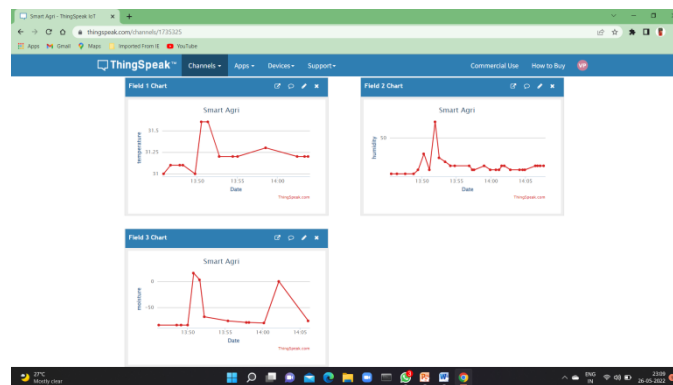 Smart Agri - ThingSpeak IoT
thingspeak.com/channels/1735325
Apps Gmail Maps Imported From IE YouTube
ThingSpeak™ Channels Apps Devices Support Commercial Use How to Buy VP
Field 1 Chart
Smart Agri
temperature
31.5
31.25
31
13:50 13:55 14:00
Date
ThingSpeak.com
Field 2 Chart
Smart Agri
humidity
50
13:50 13:55 14:00 14:05
Date
ThingSpeak.com
Field 3 Chart
Smart Agri
moisture
0
-10
13:50 13:55 14:00 14:05
Date
ThingSpeak.com
27°C
Mostly clear
ENG
IN
23:09
26-05-2022